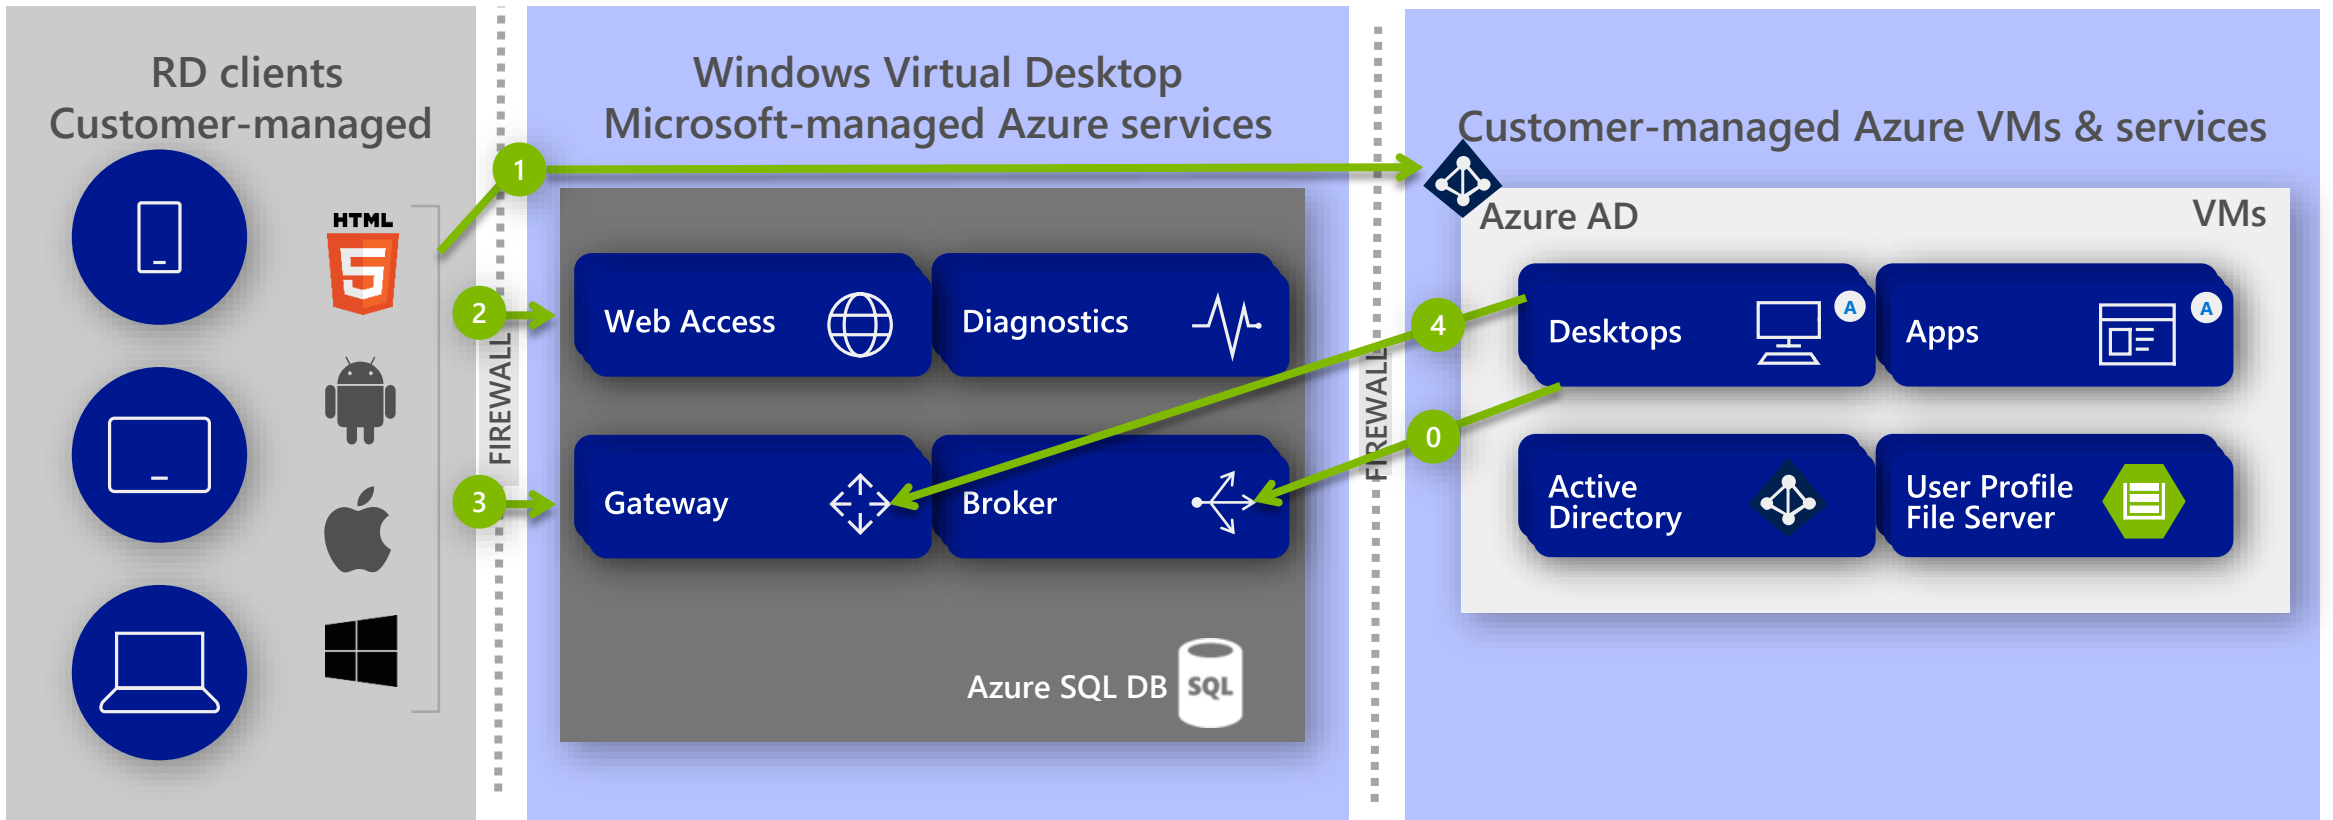 RD clients
Customer-managed
HTML
5
FIREWALL
Windows Virtual Desktop
Microsoft-managed Azure services
1
2
3
Web Access
Diagnostics
Gateway
Broker
Azure SQL DB
SQL
FIREWALL
4
0
Customer-managed Azure VMs & services
Azure AD
VMs
Desktops
A
Apps
A
Active
Directory
User Profile
File Server